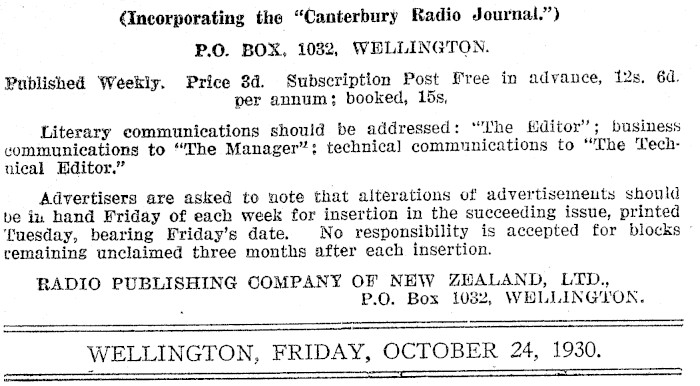 (Incorporating the "Canterbury Radio Journal.")
P.O. BOX, 1032, WELLINGTON.
Published Weekly. Price 3d. Subscription Post Free in advance, 12s. 6d.
per annum; booked, 15s.
Literary communications should be addressed: "The Editor"; business
communications to "The Manager"; technical communications to "The Tech-
nical Editor."
Advertisers are asked to note that alterations of advertisements should
be in hand Friday of each week for insertion in the succeeding issue, printed
Tuesday, bearing Friday's date. No responsibility is accepted for blocks
remaining unclaimed three months after each insertion.
RADIO PUBLISHING COMPANY OF NEW ZEALAND, LTD.,
P.O. Box 1032, WELLINGTON.
WELLINGTON, FRIDAY, OCTOBER 24, 1930.